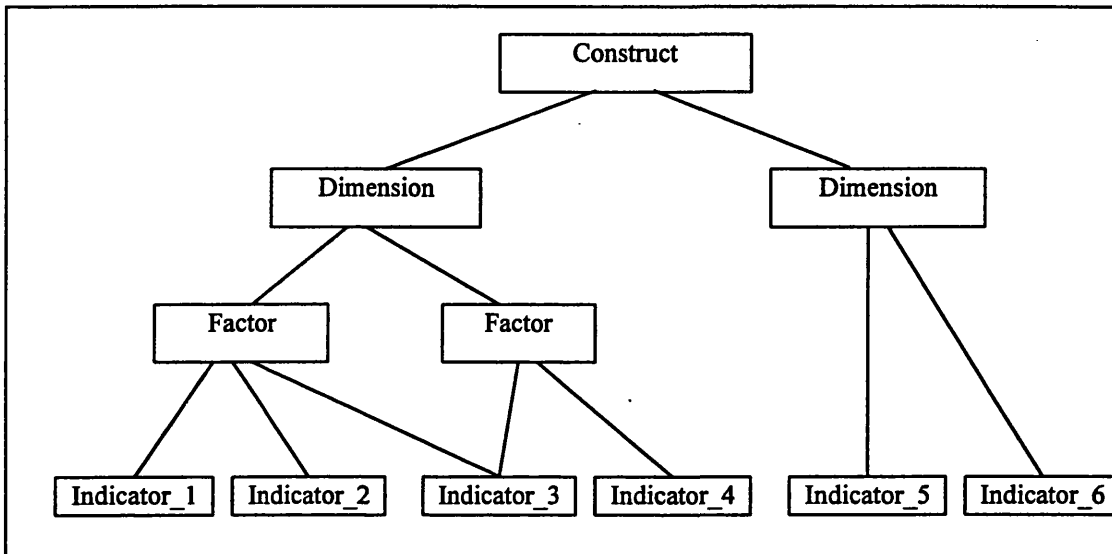 Construct
Dimension
Dimension
Factor
Factor
Indicator_1
Indicator_2
Indicator_3
Indicator_4
Indicator_5
Indicator_6